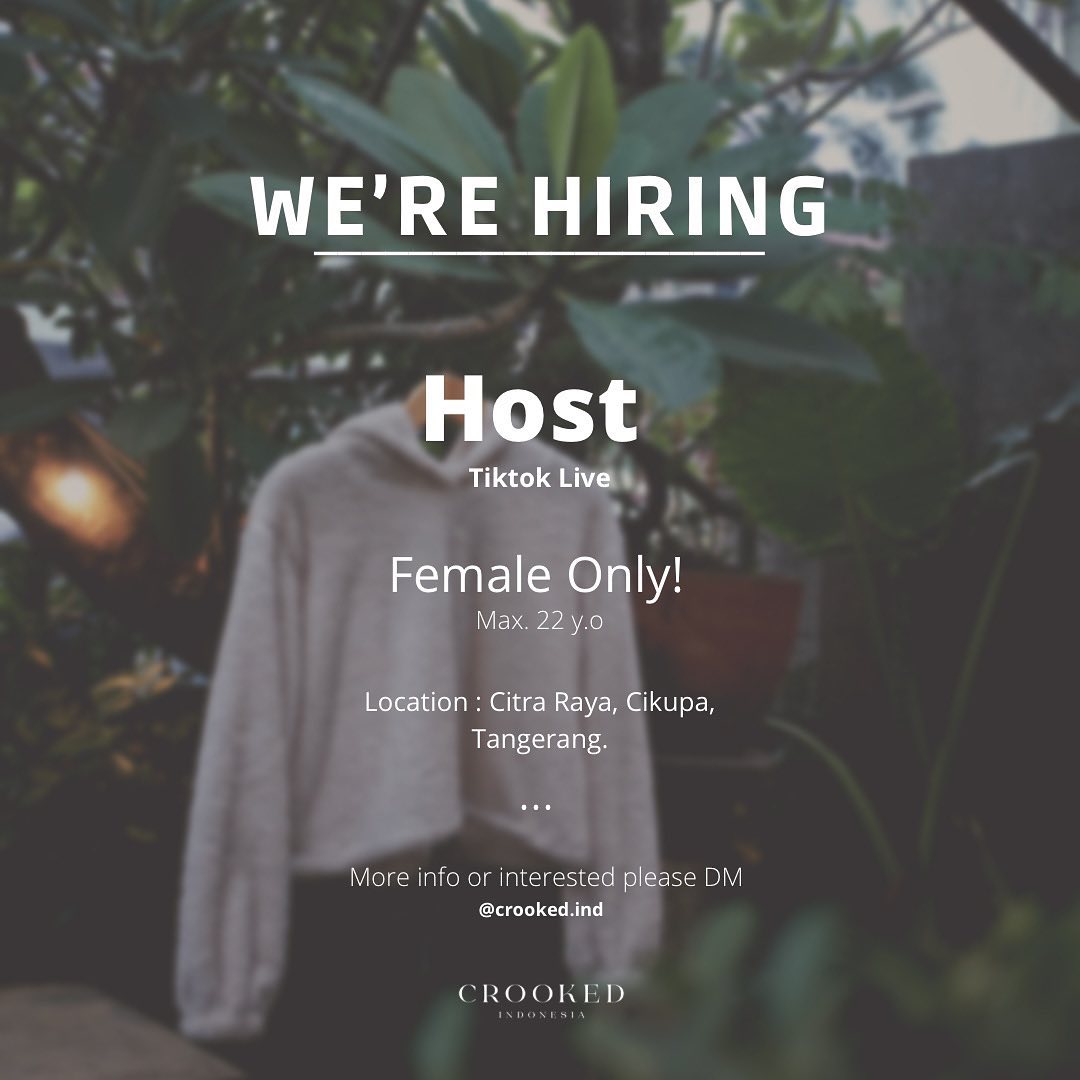 WE’RE HIRING
Host
Tiktok Live
Female Only!
Max. 22 y.o
Location : Citra Raya, Cikupa,
Tangerang.
...
More info or interested please DM
@crooked.ind
CROOKED
INDONESIA